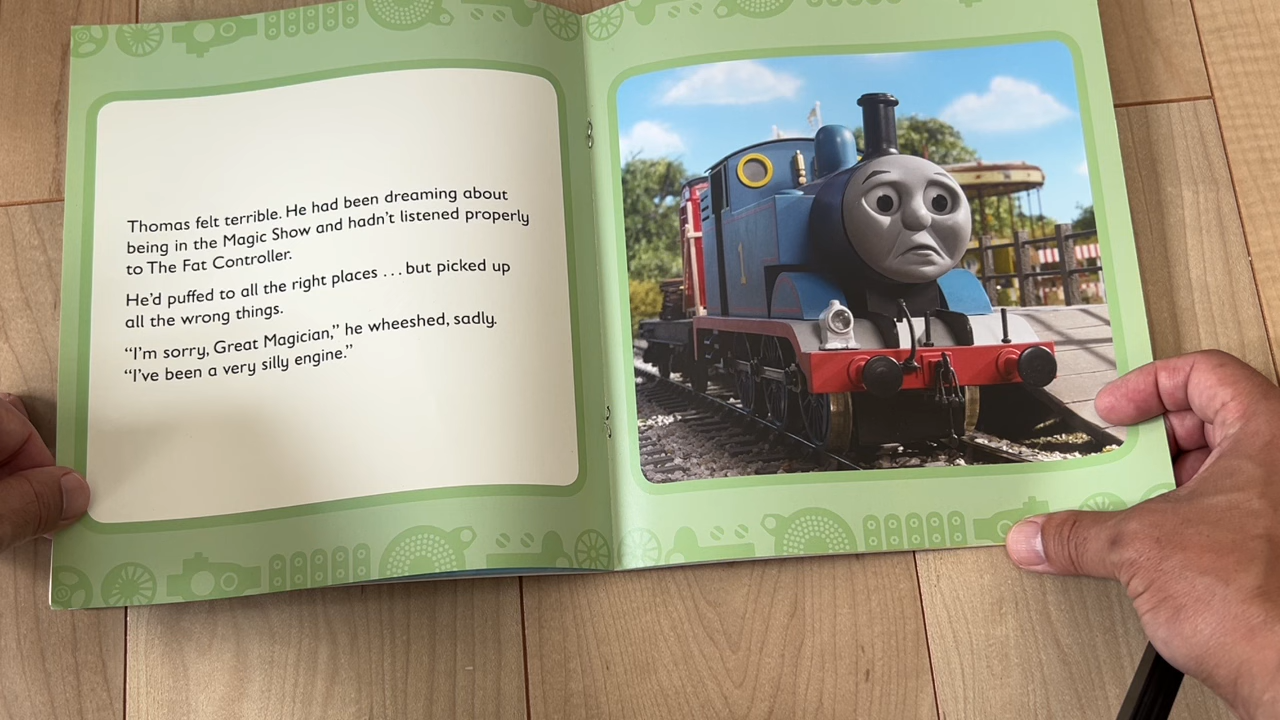 Thomas felt terrible. He had been dreaming about
being in the Magic Show and hadn't listened properly
to The Fat Controller.
He'd puffed to all the right places ... but picked up
all the wrong things.
“I'm sorry, Great Magician,” he wheeshed, sadly.
“I've been a very silly engine.”
1